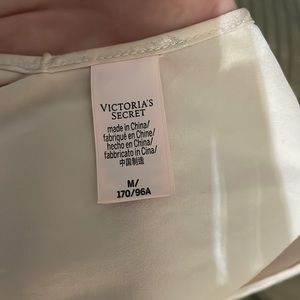 VICTORIA'S
SECRET
made in China/
fabriqué en Chine/
hecho en China/
fabbricato in Cina/
中国制造
M/
170/96A